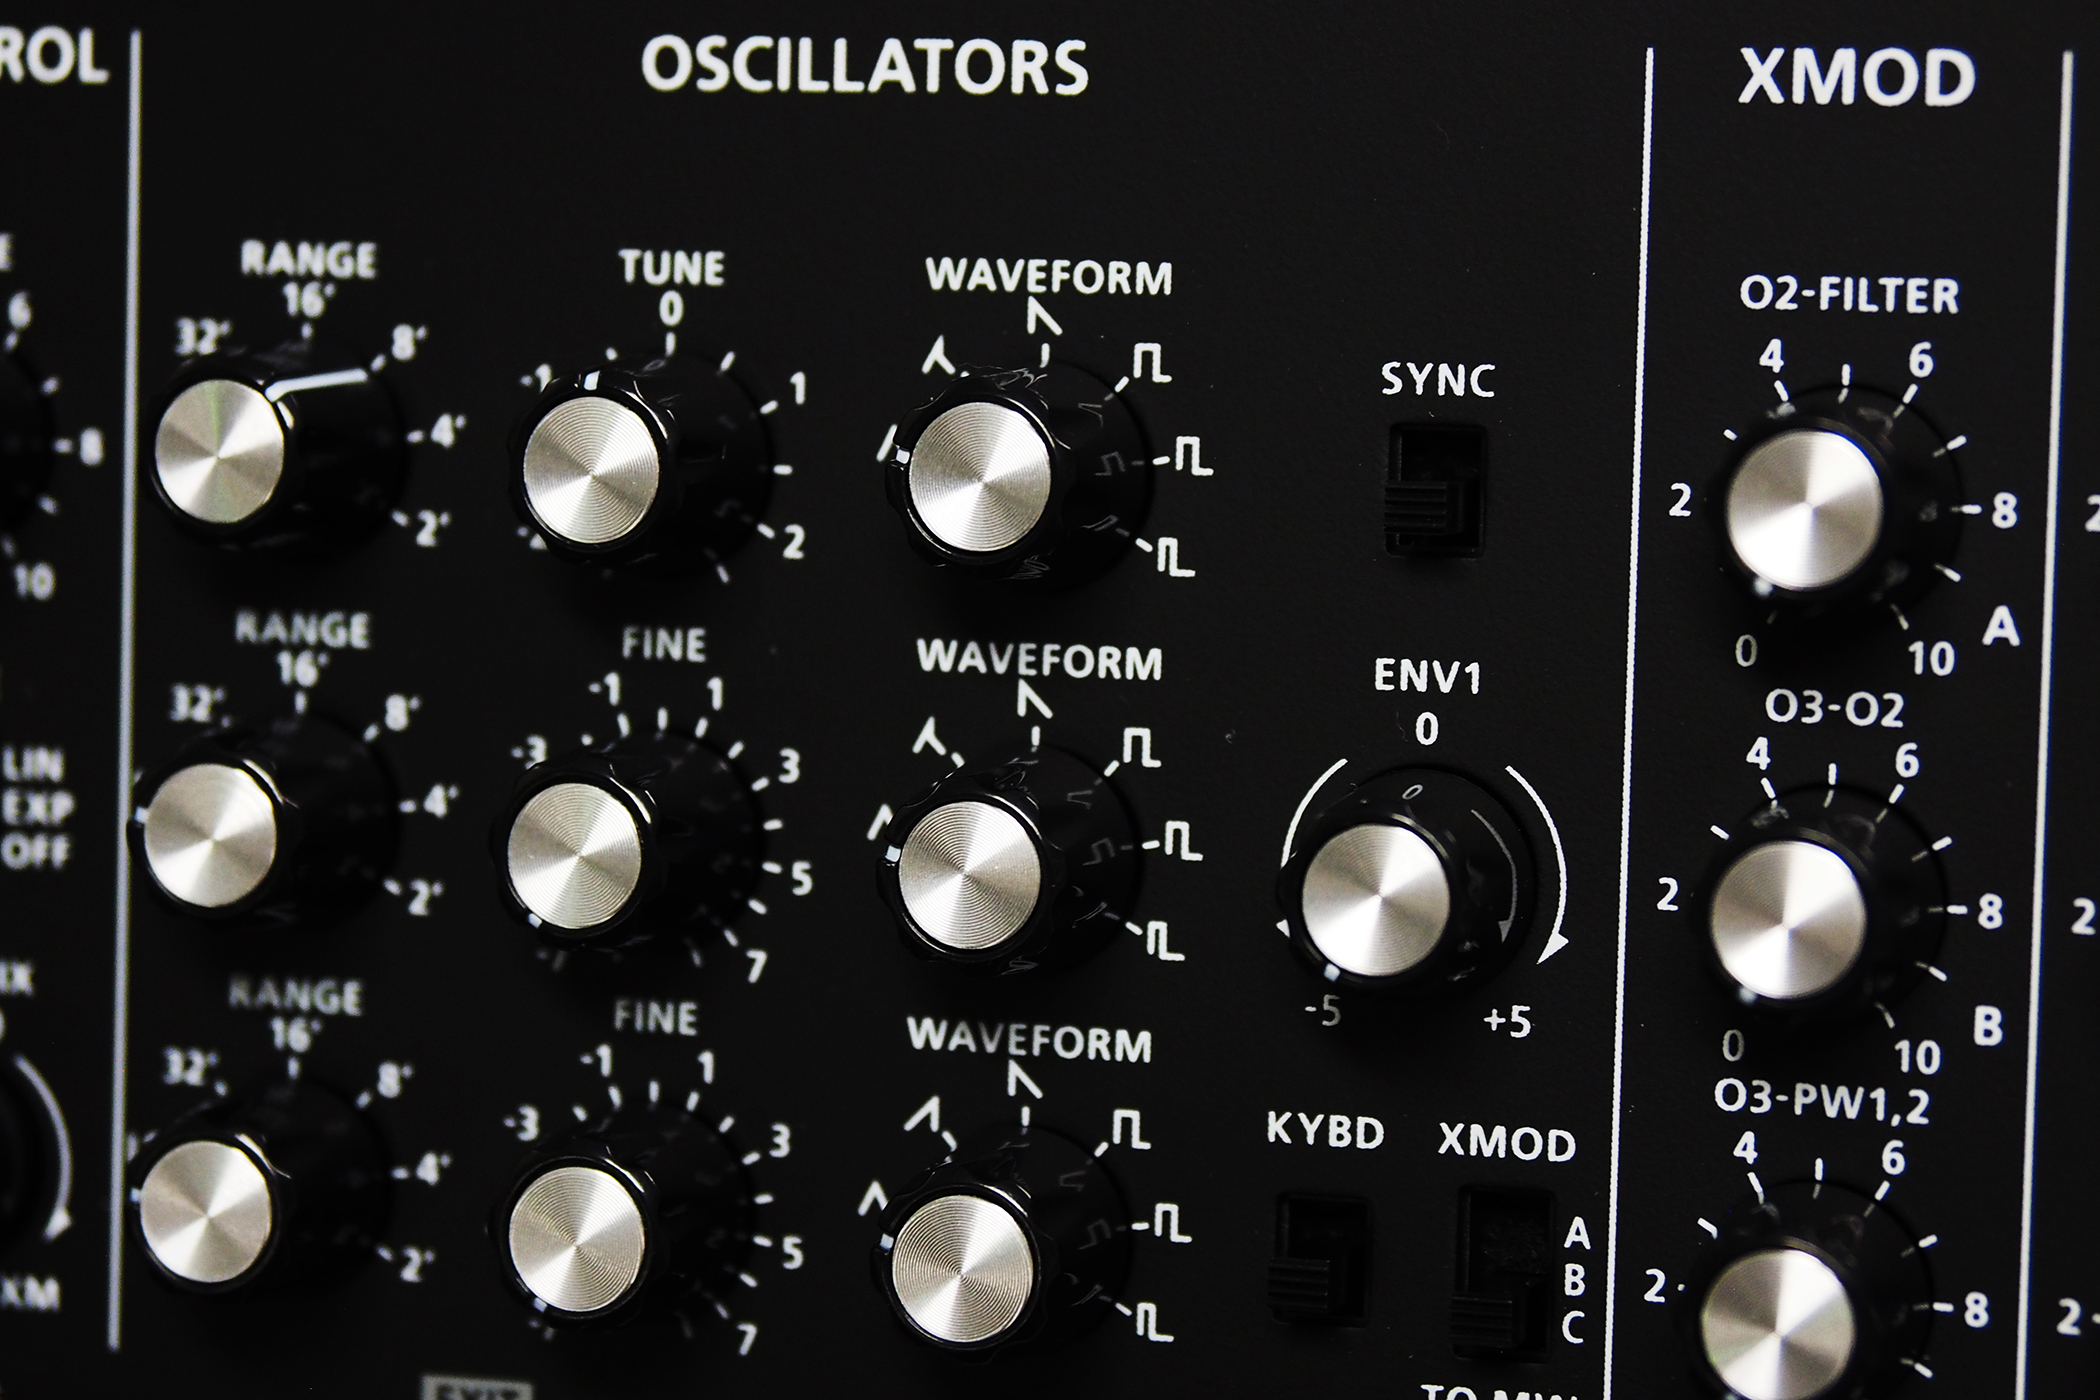 OSCILLATORS
XMOD
RANGE
32' 16' 8' 4' 2'
TUNE
-1 0 1 2
WAVEFORM
SYNC
O2-FILTER
0 2 4 6 8 10
A
6
8
10
RANGE
32' 16' 8' 4' 2'
FINE
-3 -1 1 3 5 7
WAVEFORM
ENV1
0
-5 +5
O3-O2
0 2 4 6 8 10
B
LIN
EXP
OFF
RANGE
32' 16' 8' 4' 2'
FINE
-3 -1 1 3 5 7
WAVEFORM
KYBD
XMOD
A
B
C
O3-PW1,2
2 4 6 8